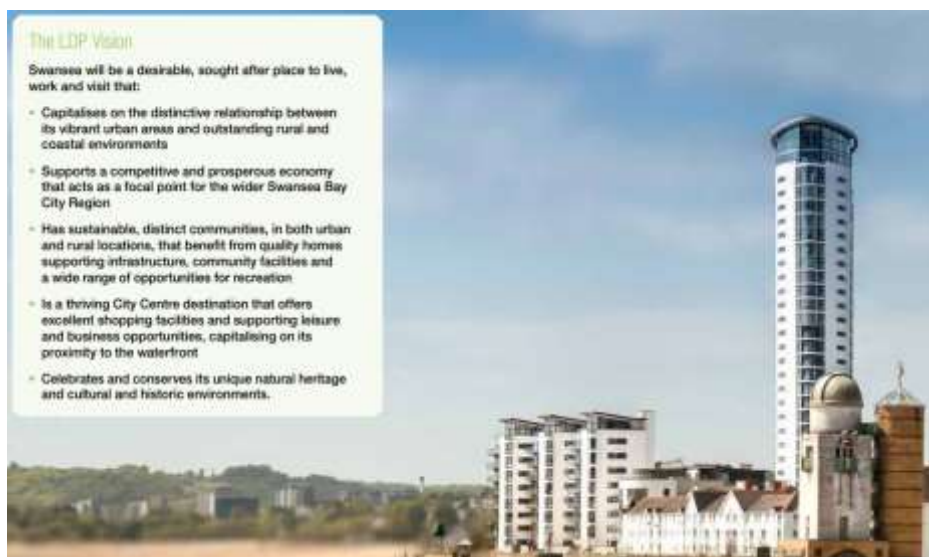 The LDP Vision
Swansea will be a desirable, sought after place to live,
work and visit that:
- Capitalises on the distinctive relationship between
its vibrant urban areas and outstanding rural and
coastal environments
- Supports a competitive and prosperous economy
that acts as a focal point for the wider Swansea Bay
City Region
- Has sustainable, distinct communities, in both urban
and rural locations, that benefit from quality homes
supporting infrastructure, community facilities and
a wide range of opportunities for recreation
- Is a thriving City Centre destination that offers
excellent shopping facilities and supporting leisure
and business opportunities, capitalising on its
proximity to the waterfront
- Celebrates and conserves its unique natural heritage
and cultural and historic environments.